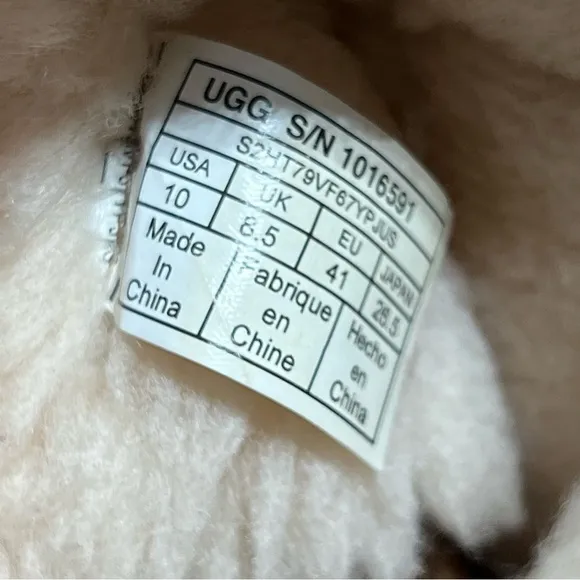 UGG S/N 1016591
S2HT79VF67YPJUS
USA UK EU JAPAN
10 8.5 41 26.5
Made In China
Fabrique en Chine
Hecho en China